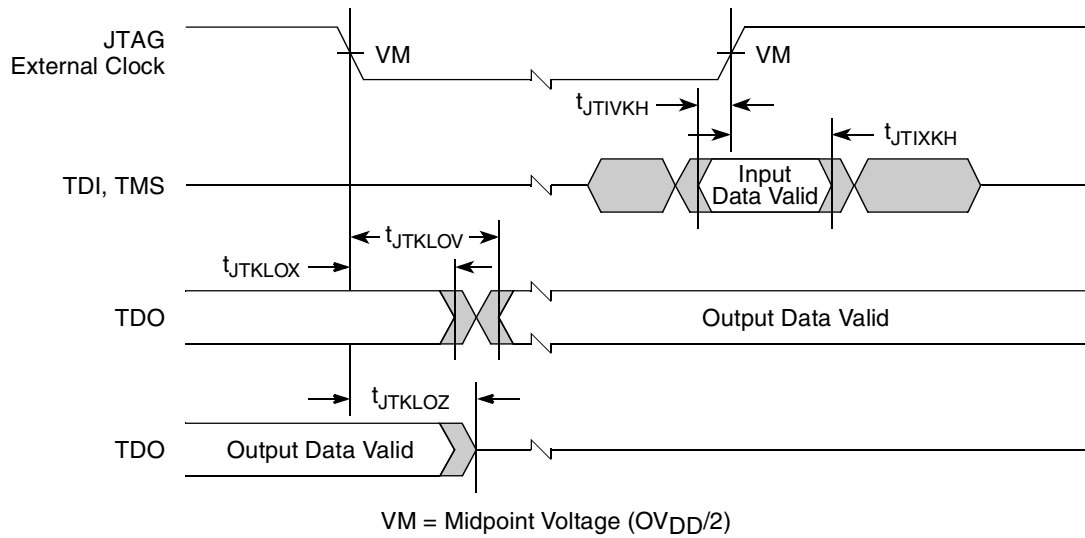 JTAG
External Clock
VM
VM
tJTIVKH
tJTIXKH
TDI, TMS
Input
Data Valid
tJTKLOV
tJTKLOX
TDO
Output Data Valid
tJTKLOZ
TDO
Output Data Valid
VM = Midpoint Voltage (OVDD/2)